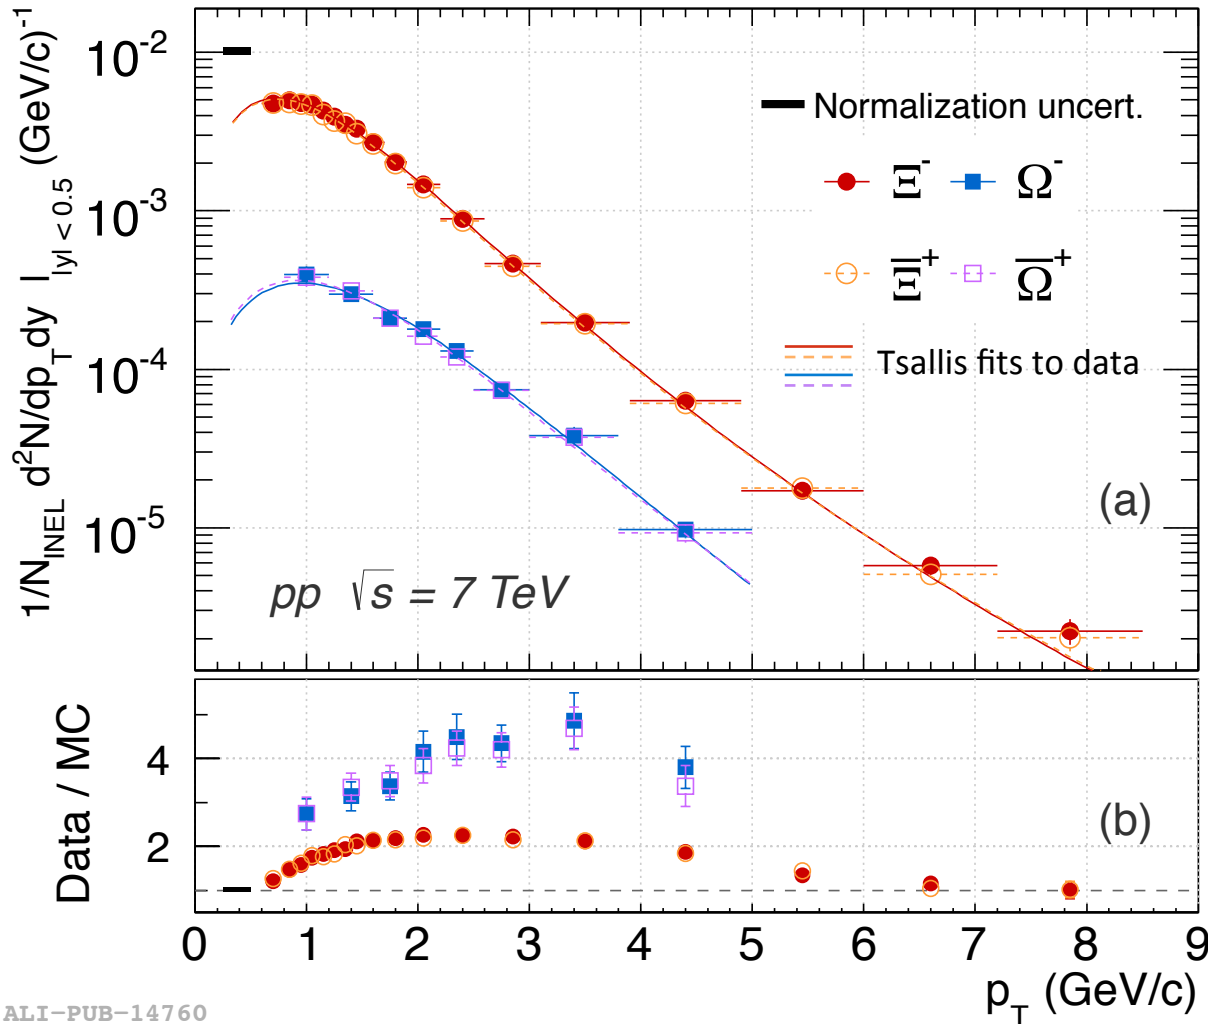 1/N_INEL d²N/dp_T dy |_|y| < 0.5 (GeV/c)⁻¹
10⁻²
10⁻³
10⁻⁴
10⁻⁵
Normalization uncert.
Ξ⁻ Ω⁻
Ξ̅⁺ Ω̅⁺
Tsallis fits to data
(a)
pp √s = 7 TeV
Data / MC
4
2
(b)
0 1 2 3 4 5 6 7 8 9
p_T (GeV/c)
ALI−PUB−14760